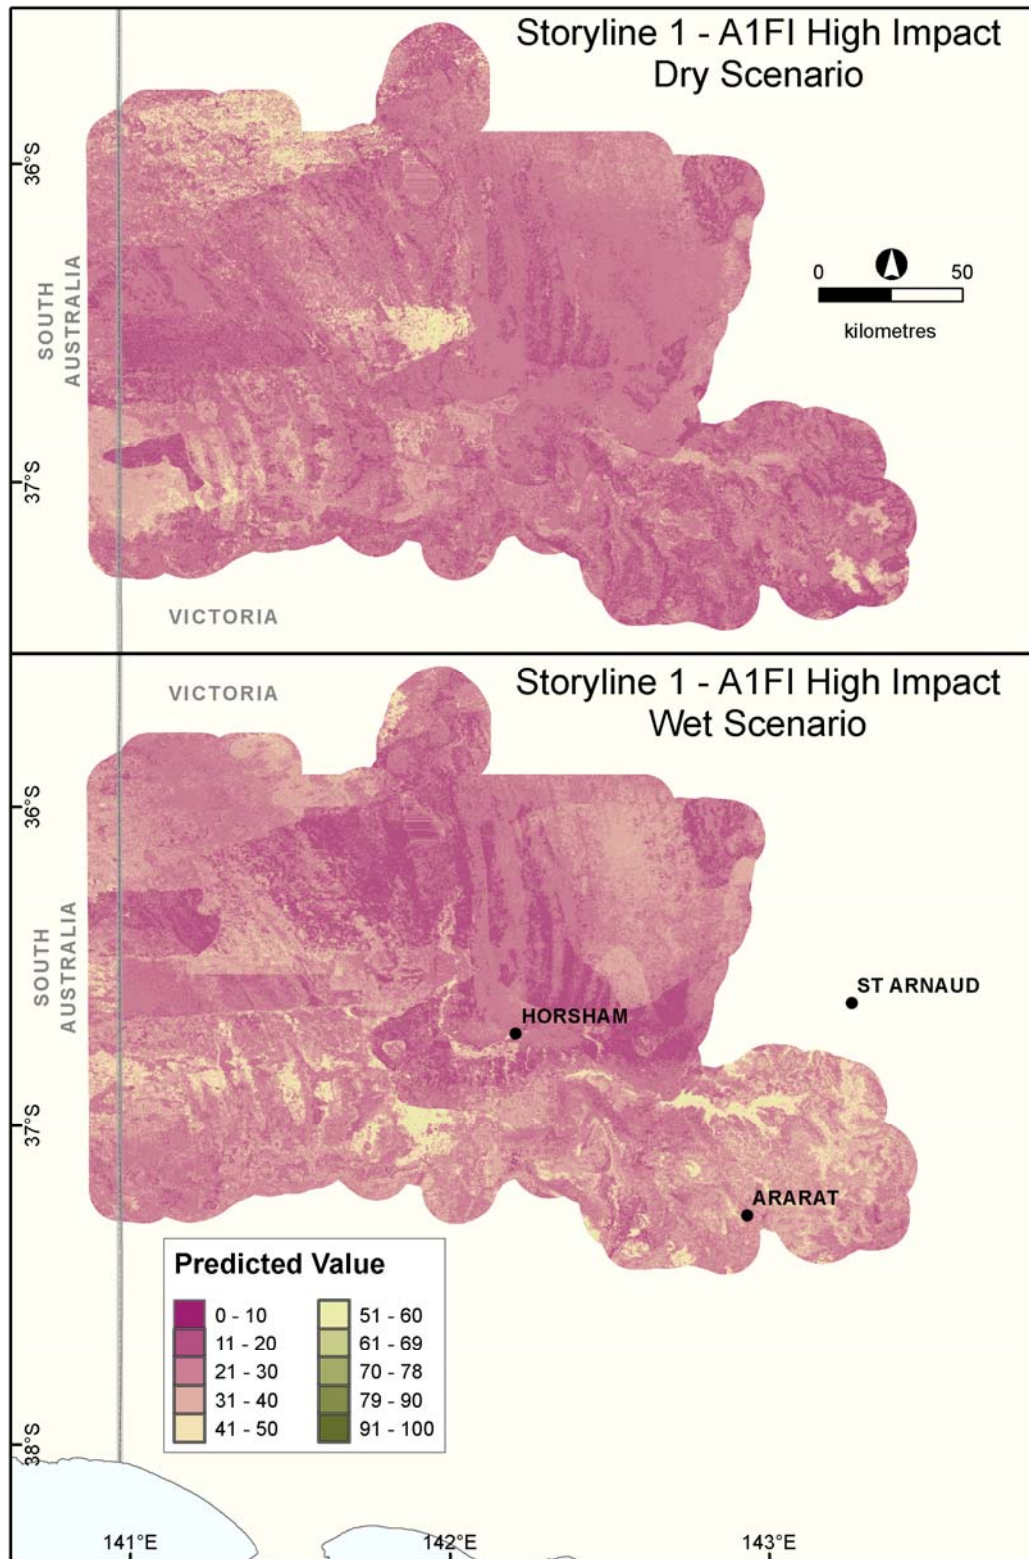 Storyline 1 - A1FI High Impact
Dry Scenario
36°S
SOUTH
AUSTRALIA
0 50
kilometres
37°S
VICTORIA
VICTORIA
Storyline 1 - A1FI High Impact
Wet Scenario
36°S
SOUTH
AUSTRALIA
ST ARNAUD
HORSHAM
37°S
ARARAT
Predicted Value
0 - 10 51 - 60
11 - 20 61 - 69
21 - 30 70 - 78
31 - 40 79 - 90
41 - 50 91 - 100
38°S
141°E 142°E 143°E